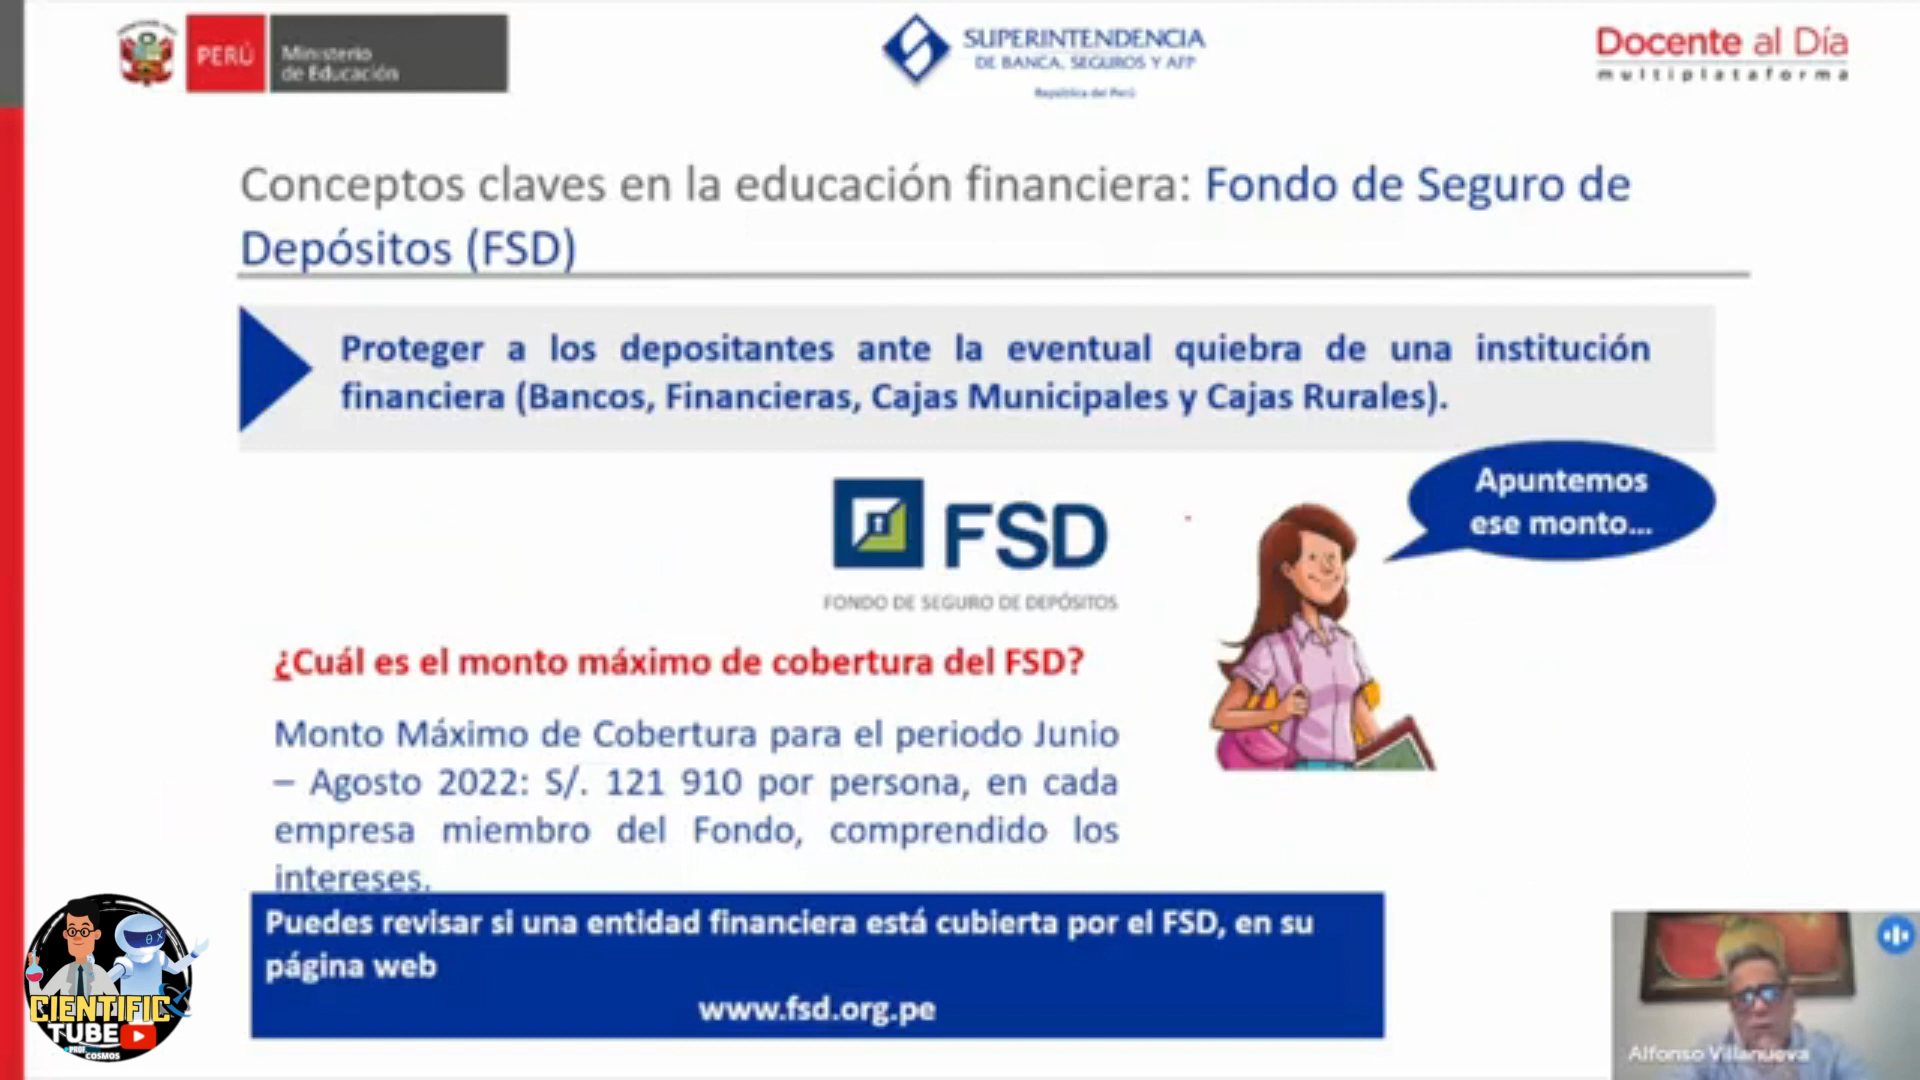 PERÚ
Ministerio
de Educación
SUPERINTENDENCIA
DE BANCA, SEGUROS Y AFP
República del Perú
Docente al Día
multiplataforma
Conceptos claves en la educación financiera: Fondo de Seguro de
Depósitos (FSD)
Proteger a los depositantes ante la eventual quiebra de una institución
financiera (Bancos, Financieras, Cajas Municipales y Cajas Rurales).
Apuntemos
ese monto...
FSD
FONDO DE SEGURO DE DEPÓSITOS
¿Cuál es el monto máximo de cobertura del FSD?
Monto Máximo de Cobertura para el periodo Junio
– Agosto 2022: S/. 121 910 por persona, en cada
empresa miembro del Fondo, comprendido los
intereses.
Puedes revisar si una entidad financiera está cubierta por el FSD, en su
página web
www.fsd.org.pe
CIENTIFIC
TUBE
PROF
COSMOS
Alfonso Villanueva